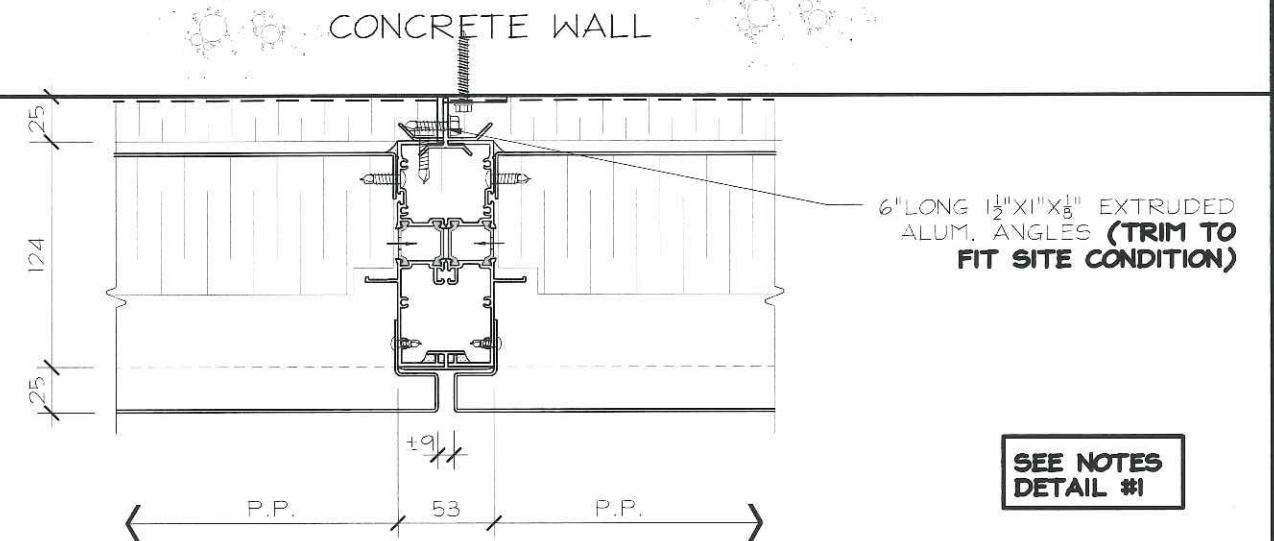 CONCRETE WALL
25
124
25
6"LONG 1½"X1"X⅛" EXTRUDED
ALUM. ANGLES (TRIM TO
FIT SITE CONDITION)
±9
P.P. 53 P.P.
SEE NOTES
DETAIL #1